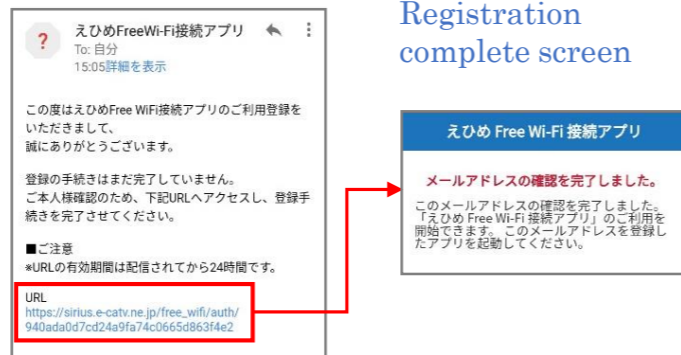 ?
えひめFreeWi-Fi接続アプリ
To: 自分
15:05詳細を表示
この度はえひめFree WiFi接続アプリのご利用登録を
いただきまして、
誠にありがとうございます。
登録の手続きはまだ完了していません。
ご本人様確認のため、下記URLへアクセスし、登録手
続きを完了させてください。
■ご注意
*URLの有効期間は配信されてから24時間です。
URL
https://sirius.e-catv.ne.jp/free_wifi/auth/
940ada0d7cd24a9fa74c0665d863f4e2
Registration
complete screen
えひめ Free Wi-Fi 接続アプリ
メールアドレスの確認を完了しました。
このメールアドレスの確認を完了しました。
「えひめ Free Wi-Fi 接続アプリ」のご利用を
開始できます。 このメールアドレスを登録し
たアプリを起動してください。